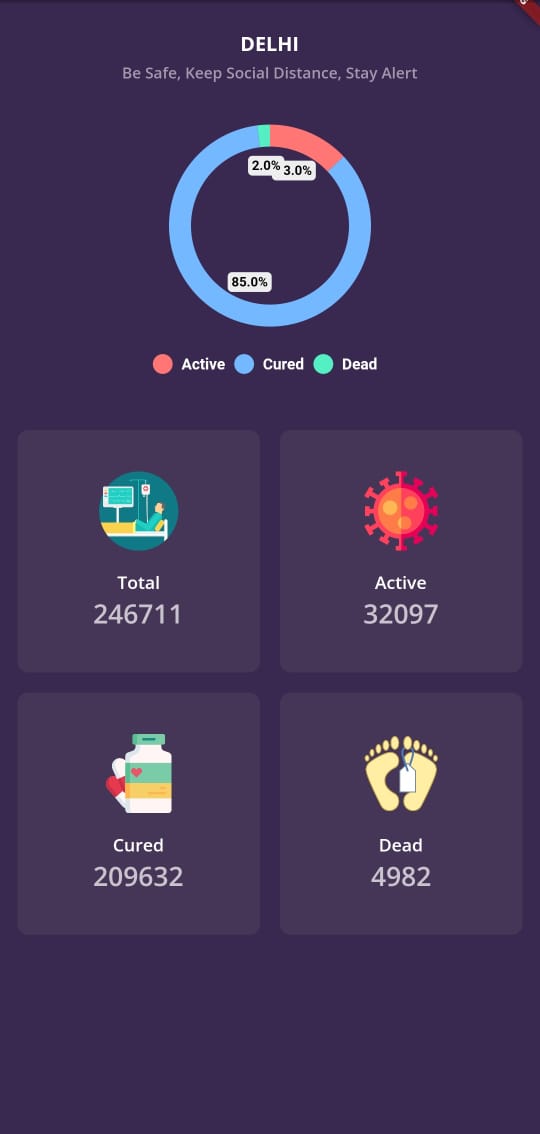 DELHI
Be Safe, Keep Social Distance, Stay Alert
2.0% 3.0%
85.0%
Active Cured Dead
Total Active
246711 32097
Cured Dead
209632 4982